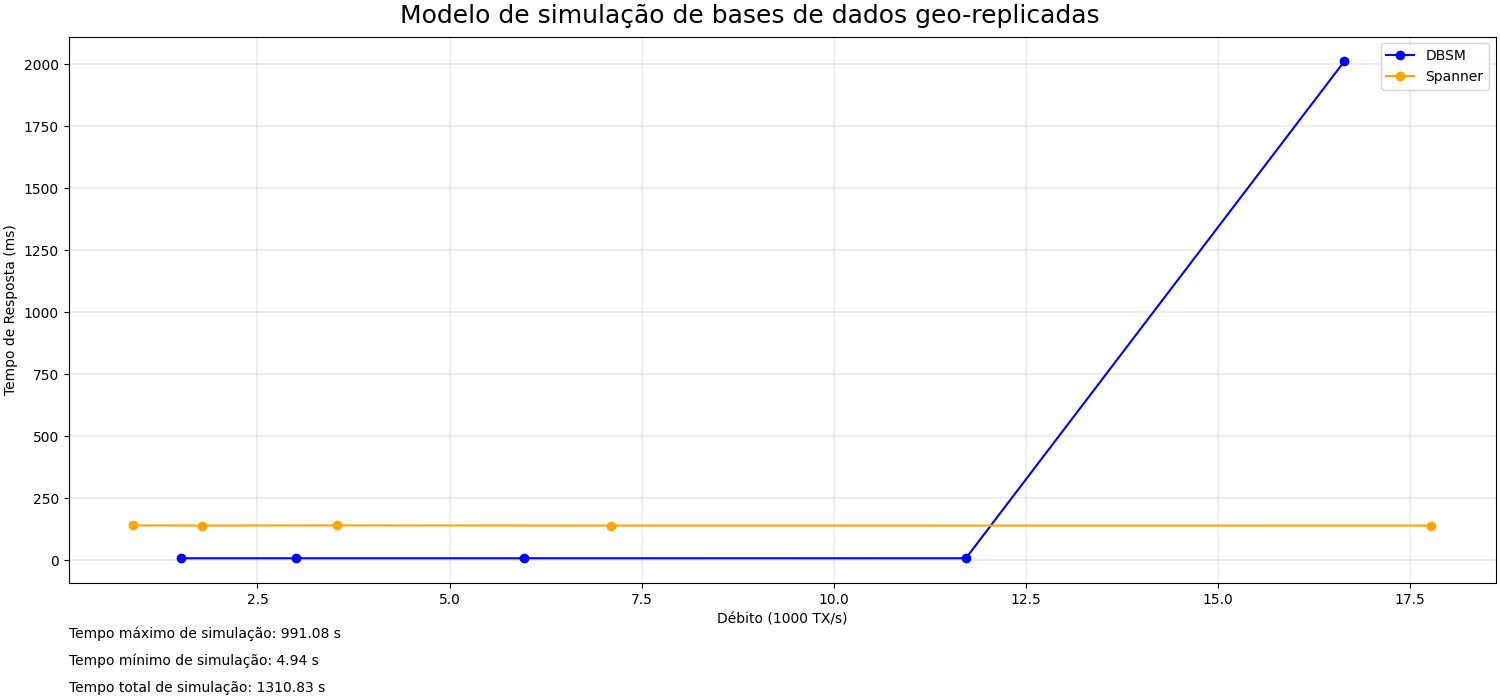 Modelo de simulação de bases de dados geo-replicadas
DBSM
Spanner
Tempo de Resposta (ms)
2000
1750
1500
1250
1000
750
500
250
0
2.5 5.0 7.5 10.0 12.5 15.0 17.5
Débito (1000 TX/s)
Tempo máximo de simulação: 991.08 s
Tempo mínimo de simulação: 4.94 s
Tempo total de simulação: 1310.83 s